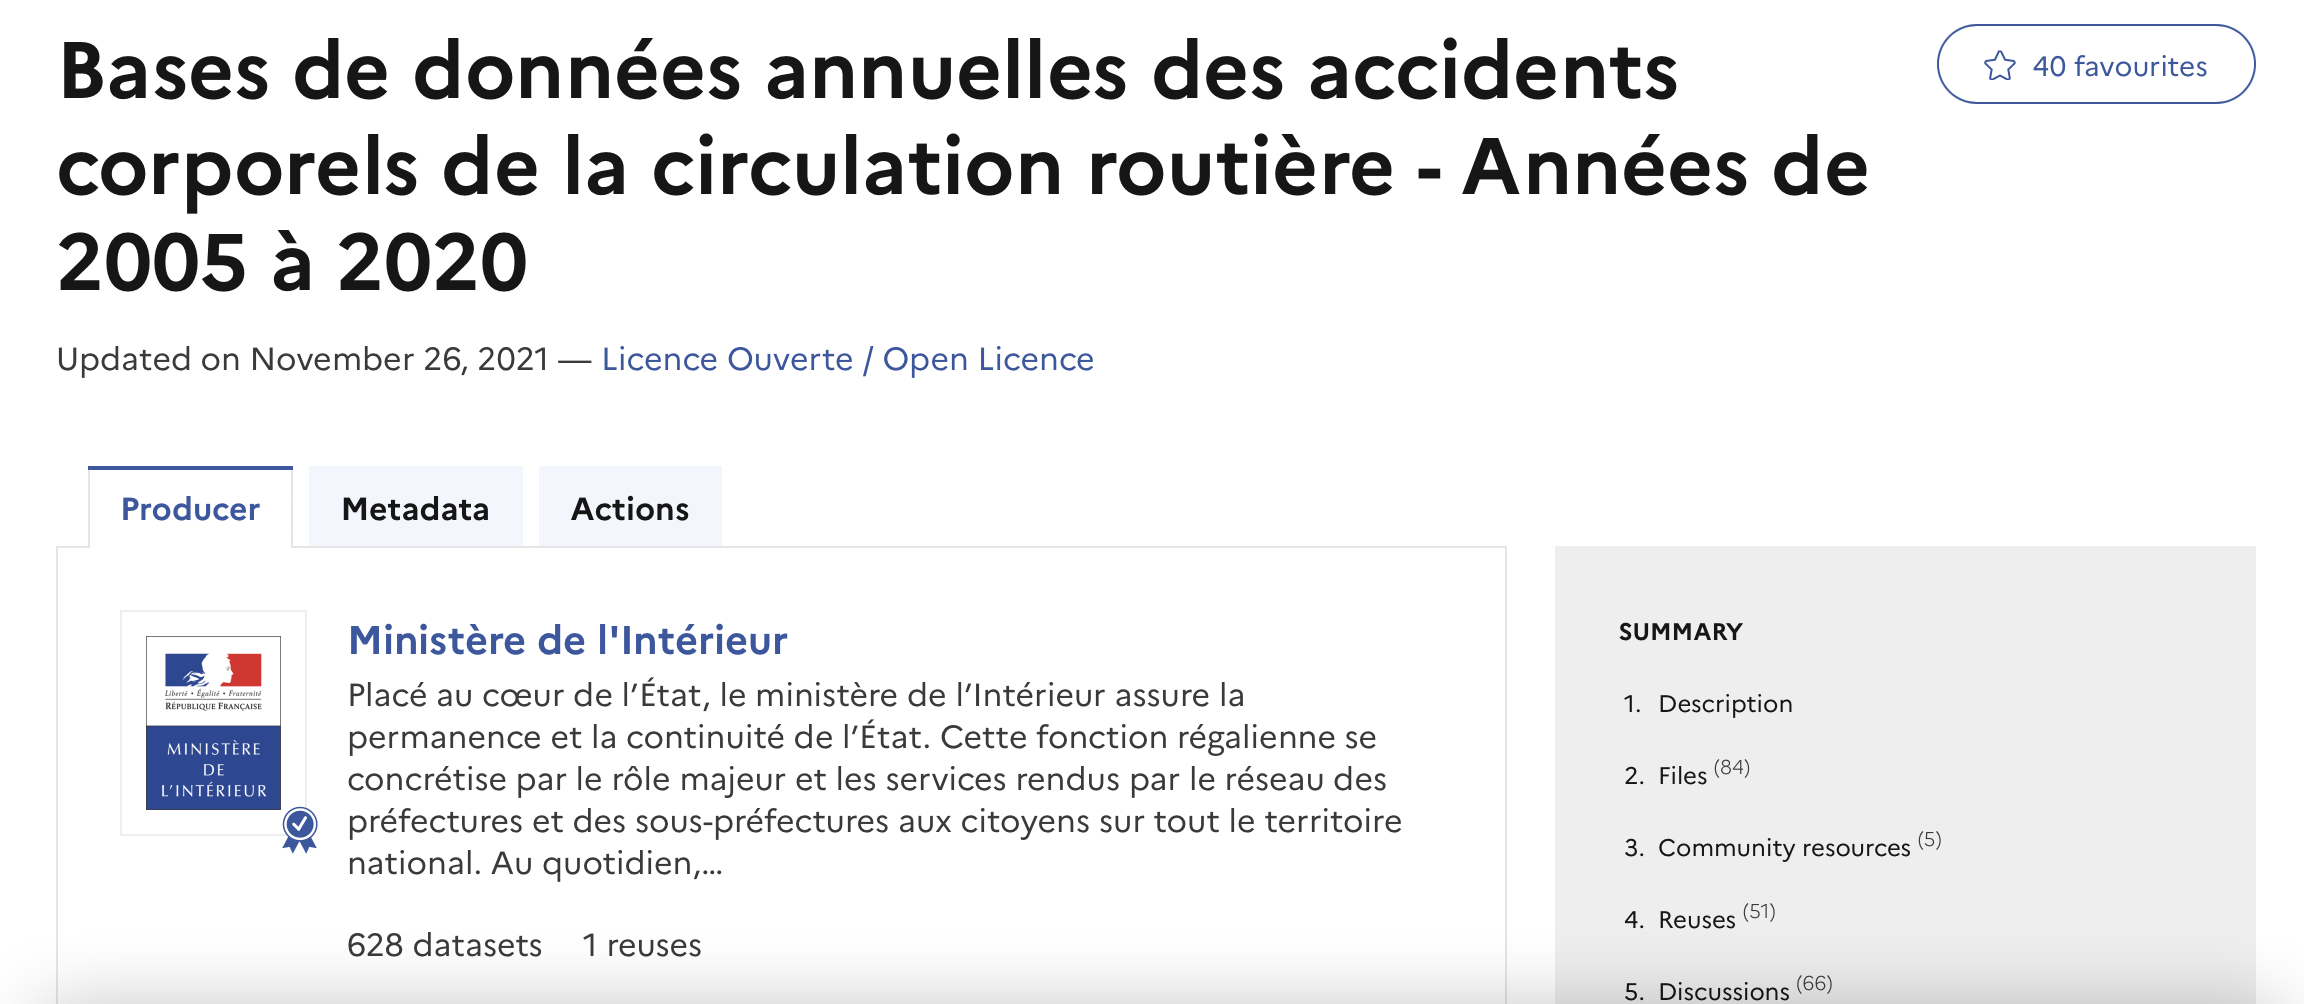 Bases de données annuelles des accidents
corporels de la circulation routière - Années de
2005 à 2020
40 favourites
Updated on November 26, 2021 — Licence Ouverte / Open Licence
Producer
Metadata
Actions
Liberté • Égalité • Fraternité
RÉPUBLIQUE FRANÇAISE
MINISTÈRE
DE
L'INTÉRIEUR
Ministère de l'Intérieur
Placé au cœur de l’État, le ministère de l’Intérieur assure la
permanence et la continuité de l’État. Cette fonction régalienne se
concrétise par le rôle majeur et les services rendus par le réseau des
préfectures et des sous-préfectures aux citoyens sur tout le territoire
national. Au quotidien,…
628 datasets 1 reuses
SUMMARY
1. Description
2. Files (84)
3. Community resources (5)
4. Reuses (51)
5. Discussions (66)